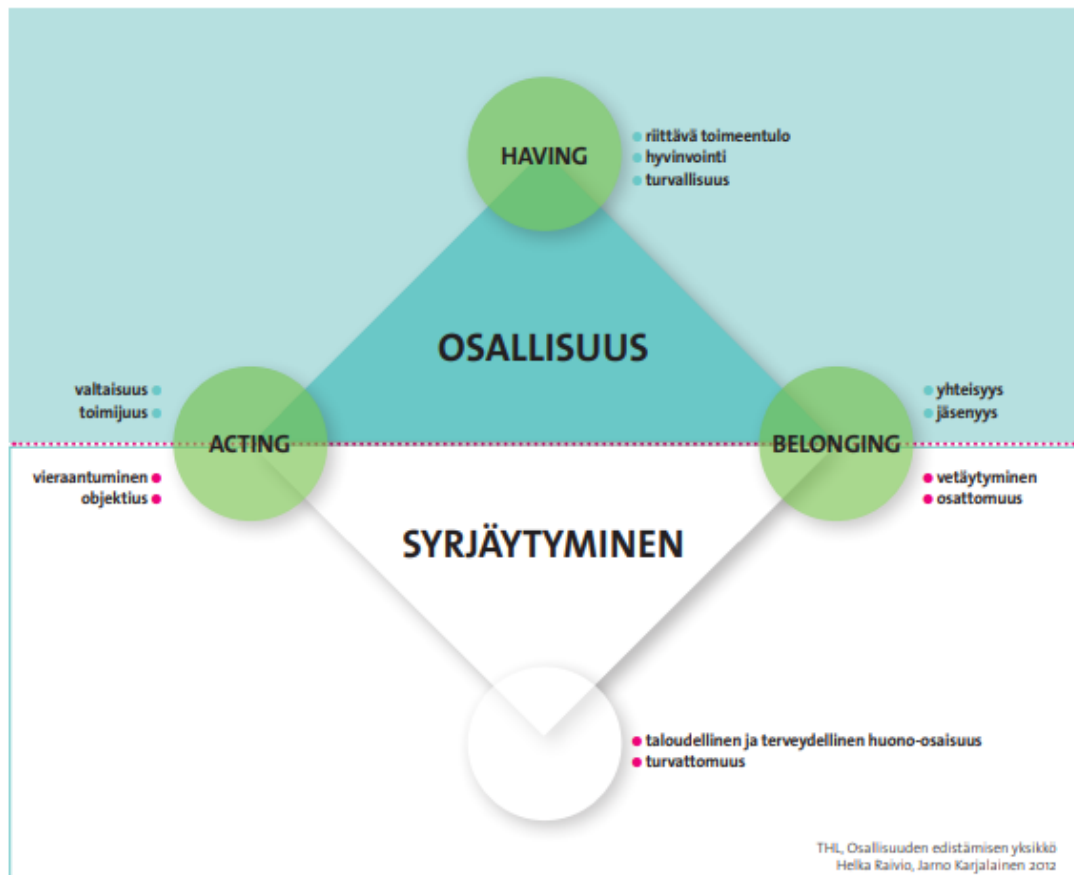 HAVING
riittävä toimeentulo
hyvinvointi
turvallisuus
OSALLISUUS
valtaisuus
toimijuus
ACTING
vieraantuminen
objektius
yhteisyys
jäsenyys
BELONGING
vetäytyminen
osattomuus
SYRJÄYTYMINEN
taloudellinen ja terveydellinen huono-osaisuus
turvattomuus
THL, Osallisuuden edistämisen yksikkö
Helka Raivio, Jarno Karjalainen 2012